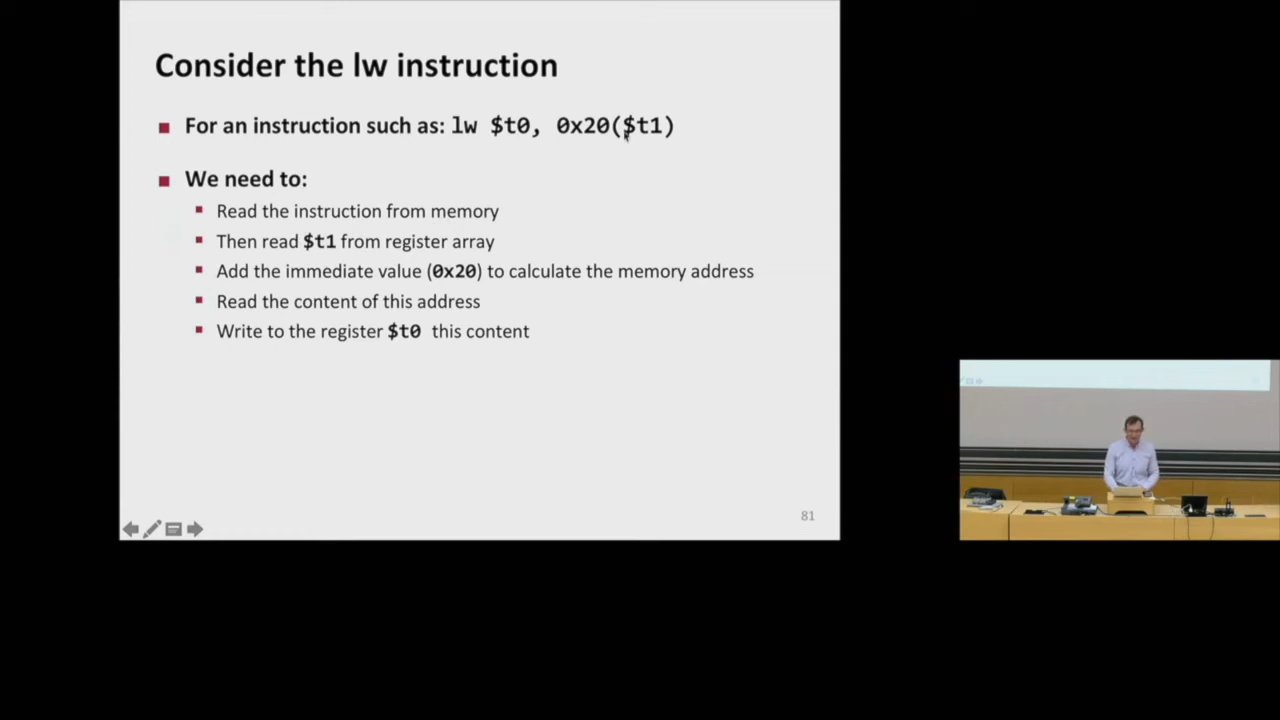 Consider the lw instruction
For an instruction such as: lw $t0, 0x20($t1)
We need to:
Read the instruction from memory
Then read $t1 from register array
Add the immediate value (0x20) to calculate the memory address
Read the content of this address
Write to the register $t0 this content
81